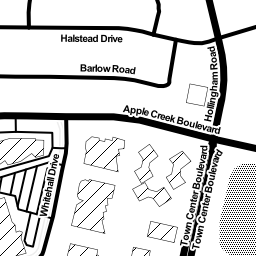 Halstead Drive
Barlow Road
Hollingham Road
Apple Creek Boulevard
Whitehall Drive
Town Center Boulevard
Town Center Boulevard